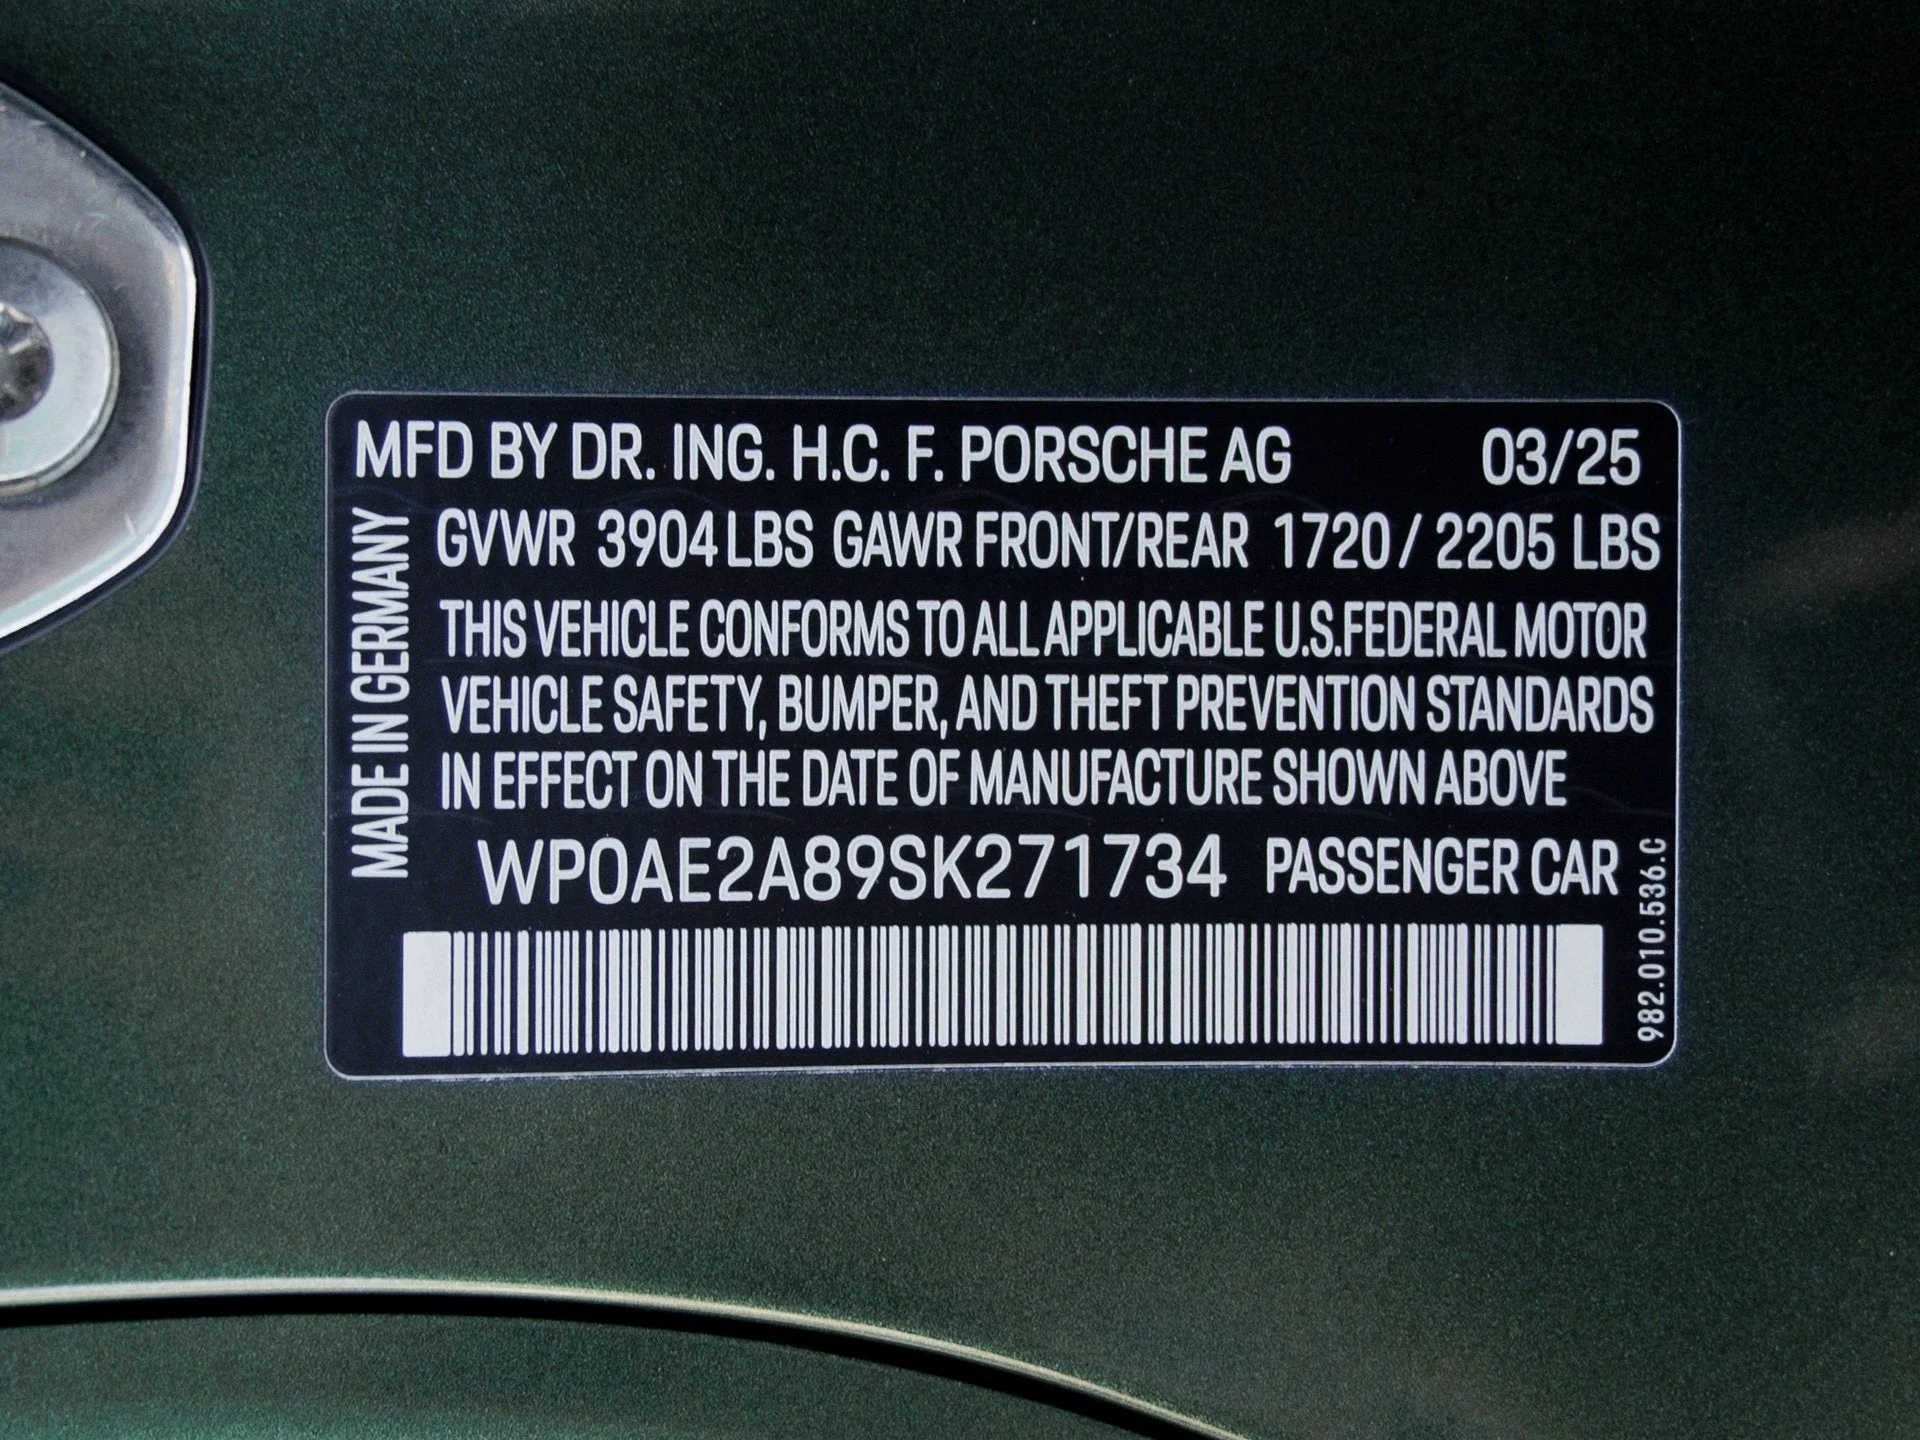 MFD BY DR. ING. H.C. F. PORSCHE AG 03/25
MADE IN GERMANY
GVWR 3904 LBS GAWR FRONT/REAR 1720 / 2205 LBS
THIS VEHICLE CONFORMS TO ALL APPLICABLE U.S.FEDERAL MOTOR
VEHICLE SAFETY, BUMPER, AND THEFT PREVENTION STANDARDS
IN EFFECT ON THE DATE OF MANUFACTURE SHOWN ABOVE
WP0AE2A89SK271734 PASSENGER CAR
982.010.536.C